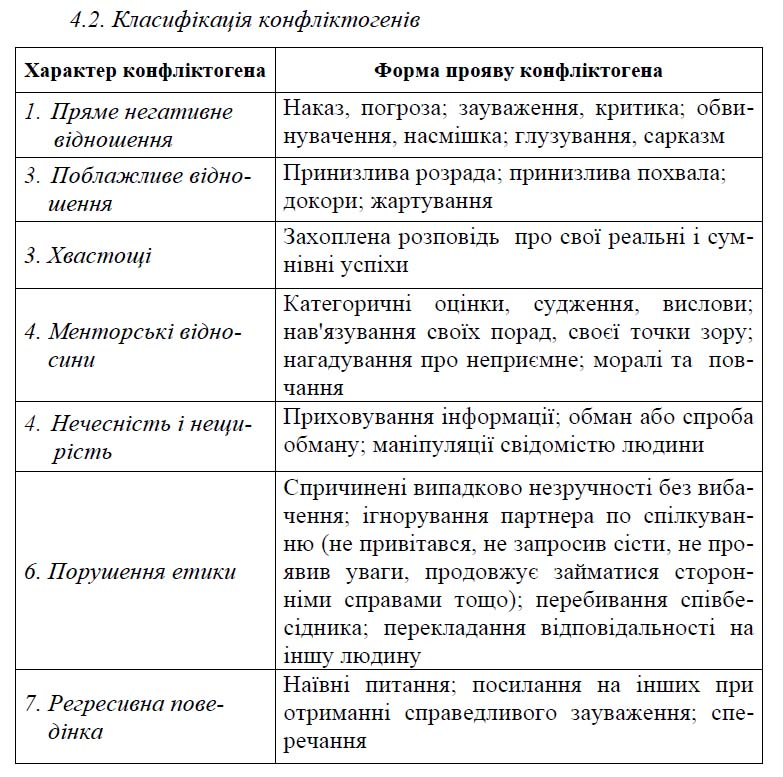 4.2. Класифікація конфліктогенів
Характер конфліктогена
Форма прояву конфліктогена
1. Пряме негативне
відношення
Наказ, погроза; зауваження, критика; обви-
нувачення, насмішка; глузування, сарказм
3. Поблажливе відно-
шення
Принизлива розрада; принизлива похвала;
докори; жартування
3. Хвастощі
Захоплена розповідь про свої реальні і сум-
нівні успіхи
4. Менторські відно-
сини
Категоричні оцінки, судження, вислови;
нав'язування своїх порад, своєї точки зору;
нагадування про неприємне; моралі та пов-
чання
4. Нечесність і нещи-
рість
Приховування інформації; обман або спроба
обману; маніпуляції свідомістю людини
6. Порушення етики
Спричинені випадково незручності без виба-
чення; ігнорування партнера по спілкуван-
ню (не привітався, не запросив сісти, не про-
явив уваги, продовжує займатися сторон-
німи справами тощо); перебивання співбе-
сідника; перекладання відповідальності на
іншу людину
7. Регресивна пове-
дінка
Наївні питання; посилання на інших при
отриманні справедливого зауваження; спе-
речання